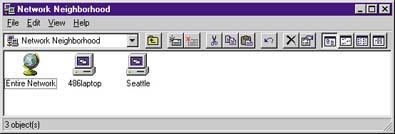 Network Neighborhood
File Edit View Help
Network Neighborhood
Entire Network 486laptop Seattle
3 object(s)